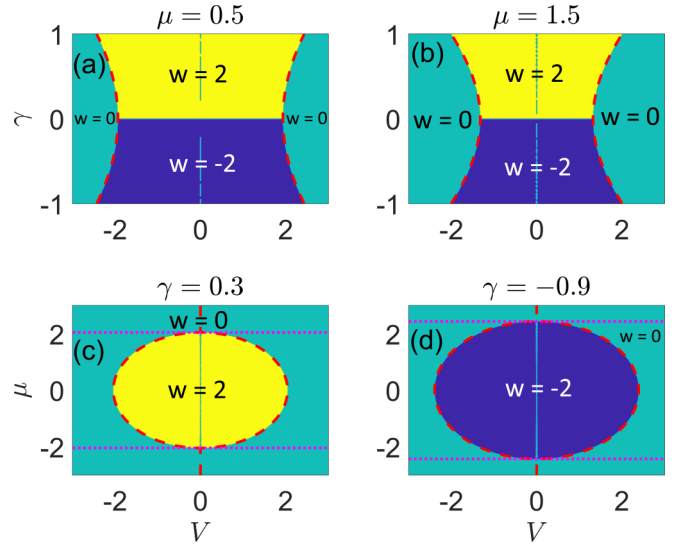 μ = 0.5
μ = 1.5
1
(a)
w = 2
γ
0
w = 0
w = 0
w = -2
-1
-2
0
2
1
(b)
w = 2
0
w = 0
w = 0
w = -2
-1
-2
0
2
γ = 0.3
γ = −0.9
w = 0
2
(c)
μ
0
w = 2
-2
-2
0
2
V
2
(d)
w = 0
0
w = -2
-2
-2
0
2
V